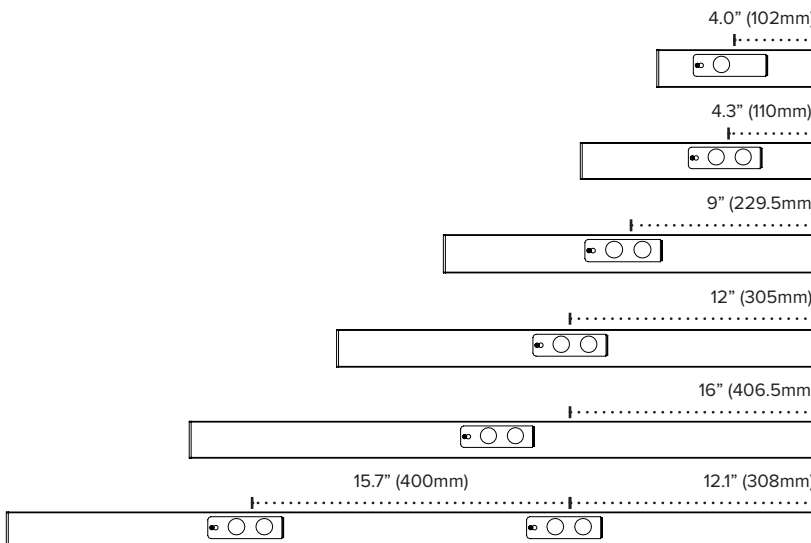 4.0” (102mm)
4.3” (110mm)
9” (229.5mm
12” (305mm)
16” (406.5mm
15.7” (400mm)
12.1” (308mm)